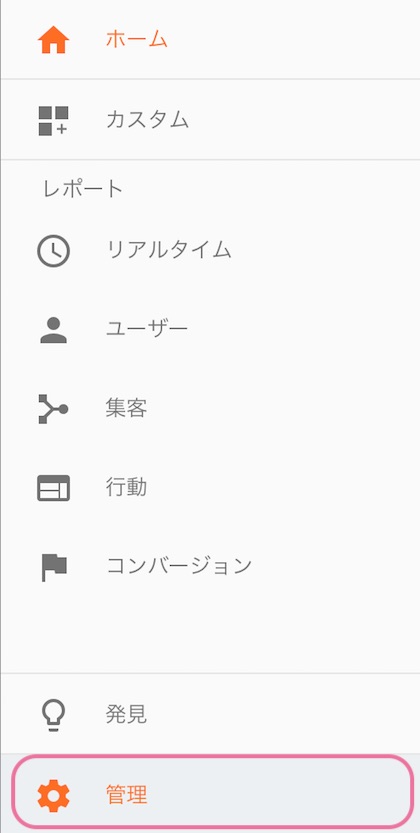 ホーム
カスタム
レポート
リアルタイム
ユーザー
集客
行動
コンバージョン
発見
管理